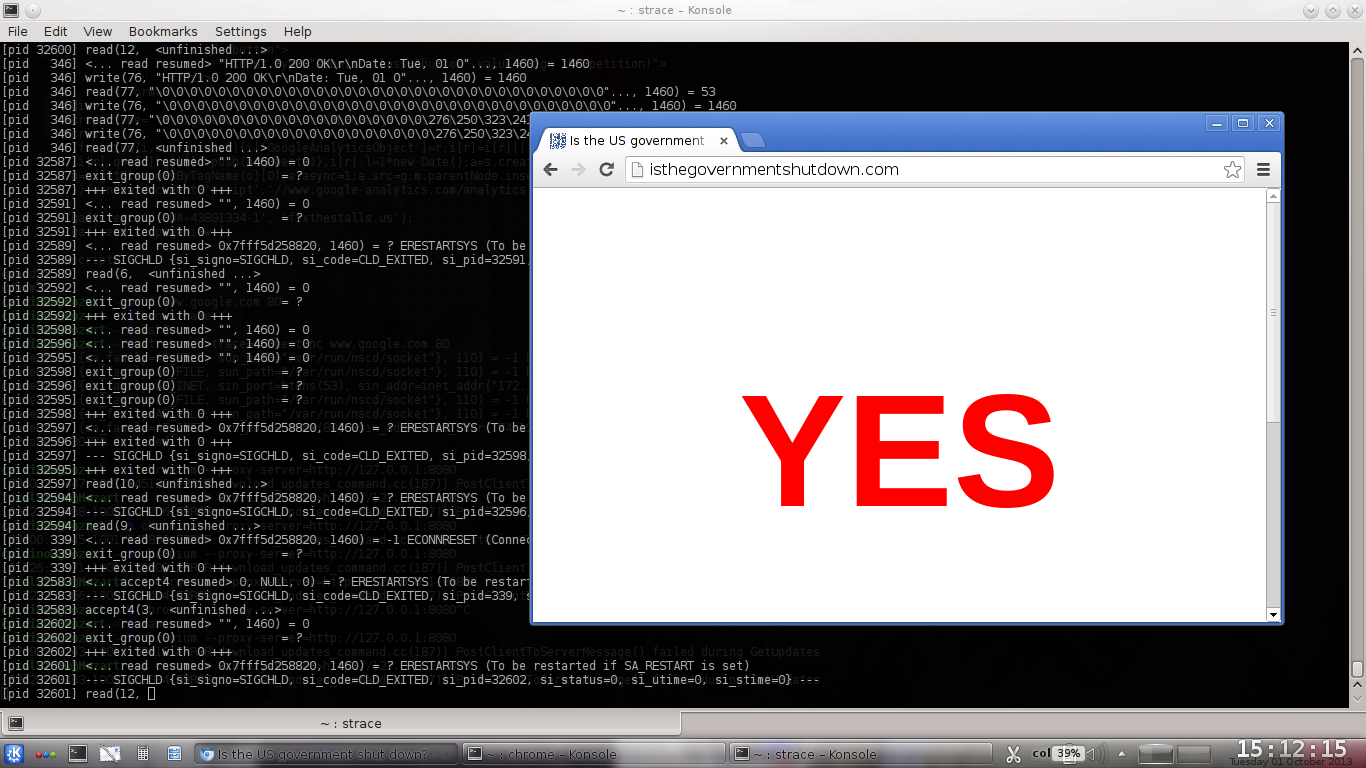 ~ : strace – Konsole
File Edit View Bookmarks Settings Help
[pid 32600] read(12,  <unfinished ...>
[pid   346] <... read resumed> "HTTP/1.0 200 OK\r\nDate: Tue, 01 O"..., 1460) = 1460
[pid   346] write(76, "HTTP/1.0 200 OK\r\nDate: Tue, 01 O"..., 1460) = 1460
[pid   346] read(77, "\0\0\0\0\0\0\0\0\0\0\0\0\0\0\0\0\0\0\0\0\0\0\0\0\0\0\0\0\0\0\0\0"..., 1460) = 53
[pid   346] write(76, "\0\0\0\0\0\0\0\0\0\0\0\0\0\0\0\0\0\0\0\0\0\0\0\0\0\0\0\0\0\0\0\0"..., 1460) = 1460
[pid   346] read(77, "\0\0\0\0\0\0\0\0\0\0\0\0\0\0\0\0\0\0\0\276\250\323\24
[pid   346] write(76, "\0\0\0\0\0\0\0\0\0\0\0\0\0\0\0\0\0\0\0\276\250\323\24
[pid   346] read(77,  <unfinished ...>
[pid 32587] <... read resumed> "", 1460) = 0
[pid 32587] exit_group(0)               = ?
[pid 32587] +++ exited with 0 +++
[pid 32591] <... read resumed> "", 1460) = 0
[pid 32591] exit_group(0)               = ?
[pid 32591] +++ exited with 0 +++
[pid 32589] <... read resumed> 0x7fff5d258820, 1460) = ? ERESTARTSYS (To be
[pid 32589] --- SIGCHLD {si_signo=SIGCHLD, si_code=CLD_EXITED, si_pid=32591,
[pid 32589] read(6,  <unfinished ...>
[pid 32592] <... read resumed> "", 1460) = 0
[pid 32592] exit_group(0)               = ?
[pid 32592] +++ exited with 0 +++
[pid 32598] <... read resumed> "", 1460) = 0
[pid 32596] <... read resumed> "", 1460) = 0
[pid 32595] <... read resumed> "", 1460) = 0
[pid 32598] exit_group(0)               = ?
[pid 32596] exit_group(0)               = ?
[pid 32595] exit_group(0)               = ?
[pid 32598] +++ exited with 0 +++
[pid 32597] <... read resumed> 0x7fff5d258820, 1460) = ? ERESTARTSYS (To be
[pid 32596] +++ exited with 0 +++
[pid 32597] --- SIGCHLD {si_signo=SIGCHLD, si_code=CLD_EXITED, si_pid=32598,
[pid 32595] +++ exited with 0 +++
[pid 32597] read(10,  <unfinished ...>
[pid 32594] <... read resumed> 0x7fff5d258820, 1460) = ? ERESTARTSYS (To be
[pid 32594] --- SIGCHLD {si_signo=SIGCHLD, si_code=CLD_EXITED, si_pid=32596,
[pid 32594] read(9,  <unfinished ...>
[pid   339] <... read resumed> 0x7fff5d258820, 1460) = -1 ECONNRESET (Connec
[pid   339] exit_group(0)               = ?
[pid   339] +++ exited with 0 +++
[pid 32583] <... accept4 resumed> 0, NULL, 0) = ? ERESTARTSYS (To be restar
[pid 32583] --- SIGCHLD {si_signo=SIGCHLD, si_code=CLD_EXITED, si_pid=339, s
[pid 32583] accept4(3,  <unfinished ...>
[pid 32602] <... read resumed> "", 1460) = 0
[pid 32602] exit_group(0)               = ?
[pid 32602] +++ exited with 0 +++
[pid 32601] <... read resumed> 0x7fff5d258820, 1460) = ? ERESTARTSYS (To be restarted if SA_RESTART is set)
[pid 32601] --- SIGCHLD {si_signo=SIGCHLD, si_code=CLD_EXITED, si_pid=32602, si_status=0, si_utime=0, si_stime=0} ---
[pid 32601] read(12,
Is the US government
isthegovernmentshutdown.com
YES
~ : strace
Is the US government shut down?
~ : chrome – Konsole
~ : strace – Konsole
col
39%
15:12:15
Tuesday 01 October 2013